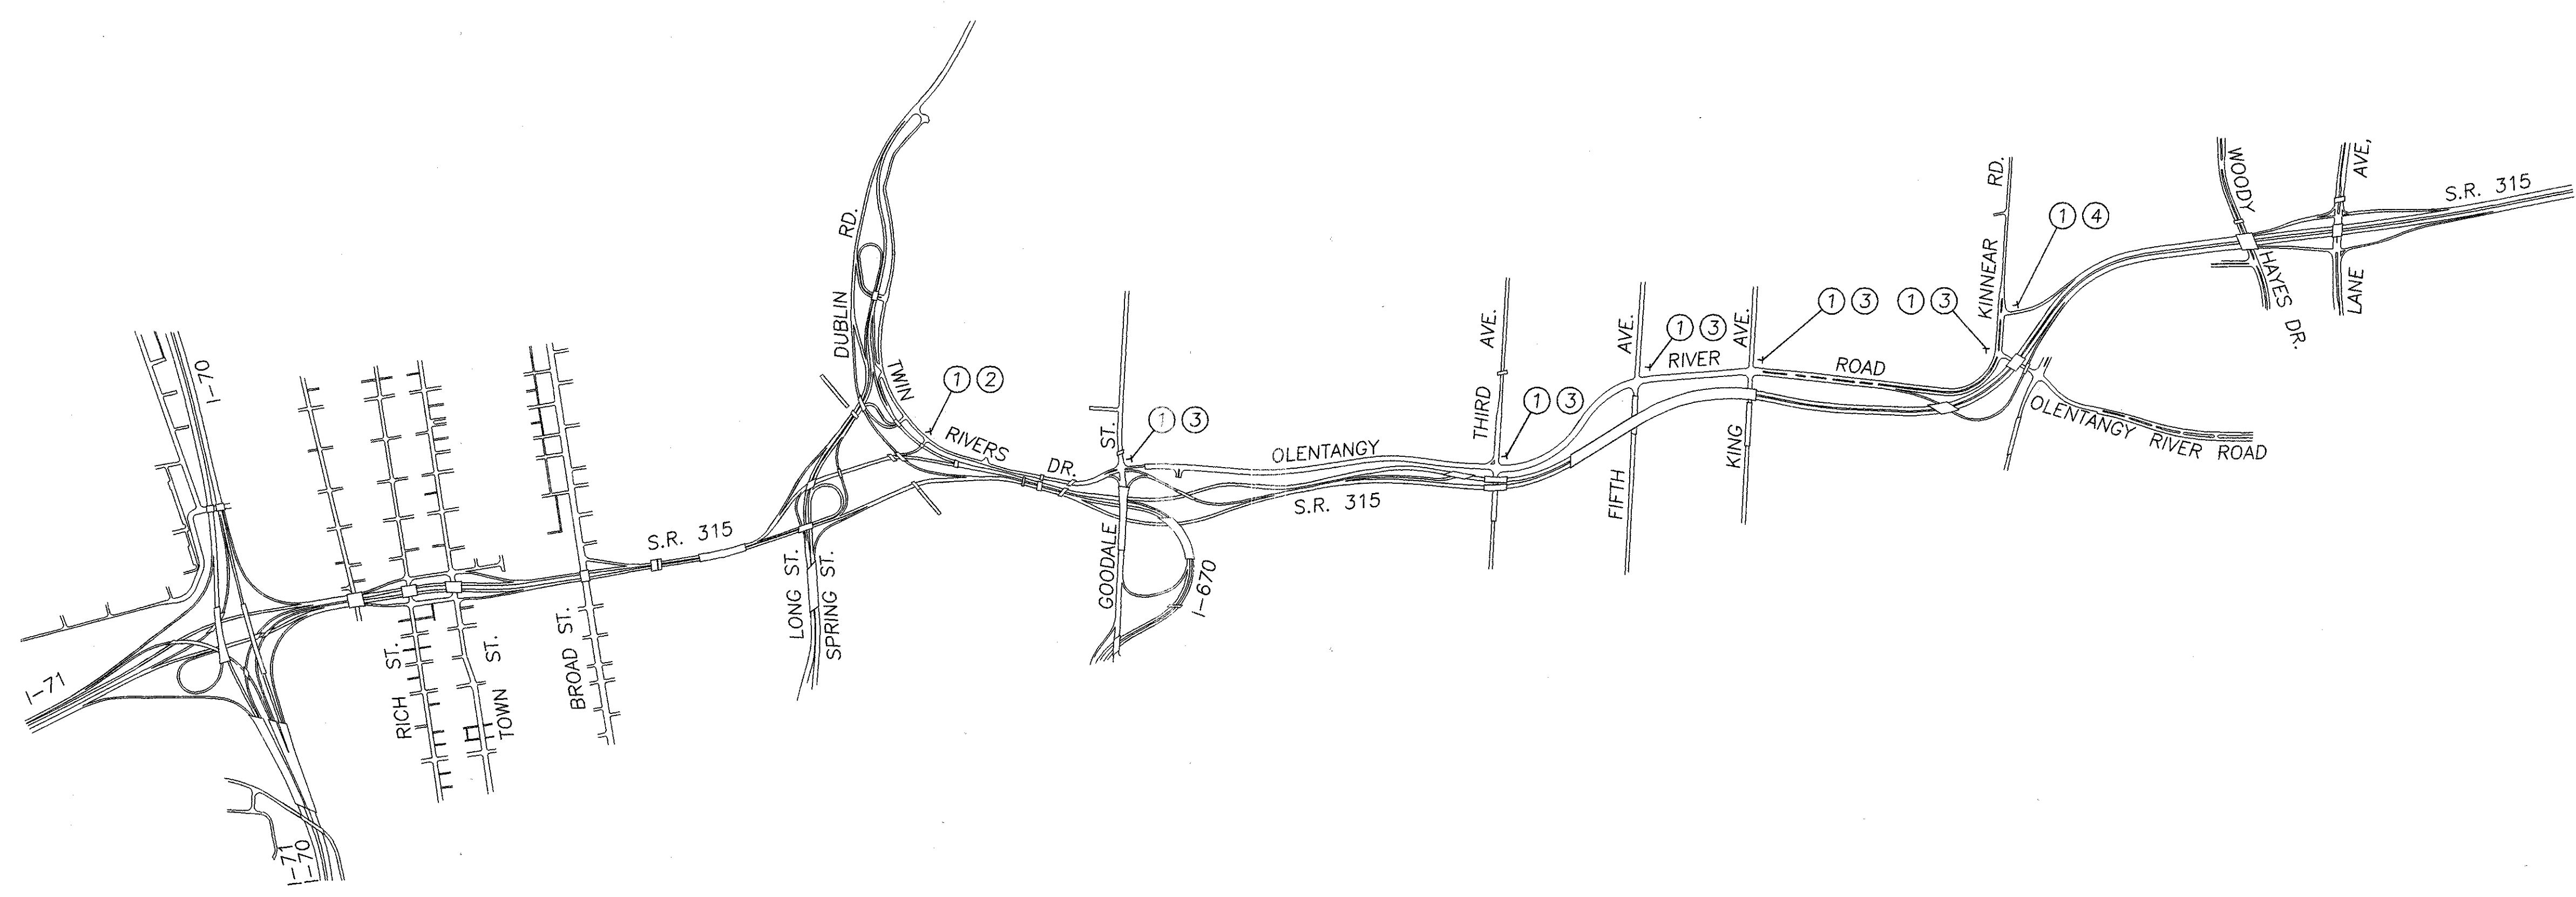 I-70
I-71
I-71
I-70
RICH ST.
TOWN ST.
BROAD ST.
S.R. 315
LONG ST.
SPRING ST.
DUBLIN RD.
TWIN RIVERS DR.
1 2
GOODALE ST.
1 3
I-670
OLENTANGY RIVER ROAD
S.R. 315
THIRD AVE.
1 3
FIFTH AVE.
1 3
KING AVE.
1 3
1 3
KINNEAR RD.
1 4
OLENTANGY RIVER ROAD
WOODY HAYES DR.
LANE AVE,
S.R. 315